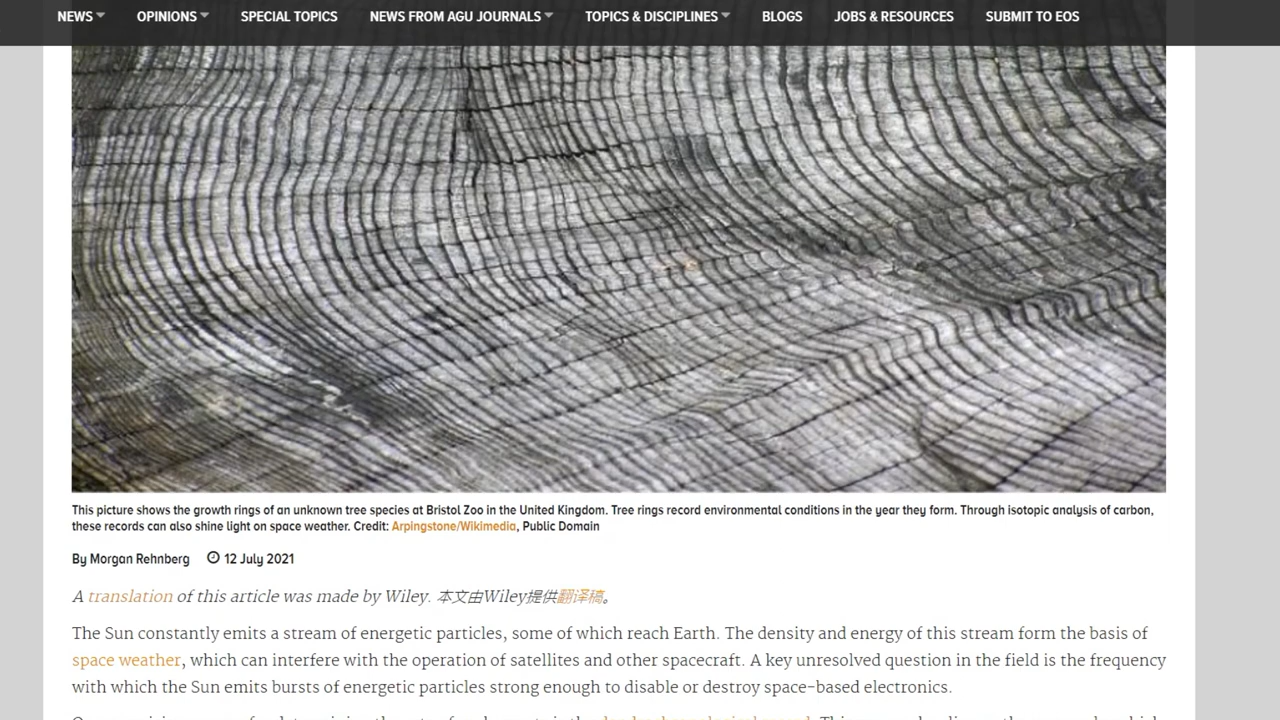 NEWS OPINIONS SPECIAL TOPICS NEWS FROM AGU JOURNALS TOPICS & DISCIPLINES BLOGS JOBS & RESOURCES SUBMIT TO EOS
This picture shows the growth rings of an unknown tree species at Bristol Zoo in the United Kingdom. Tree rings record environmental conditions in the year they form. Through isotopic analysis of carbon,
these records can also shine light on space weather. Credit: Arpingstone/Wikimedia, Public Domain
By Morgan Rehnberg 12 July 2021
A translation of this article was made by Wiley. 本文由Wiley提供翻译稿。
The Sun constantly emits a stream of energetic particles, some of which reach Earth. The density and energy of this stream form the basis of
space weather, which can interfere with the operation of satellites and other spacecraft. A key unresolved question in the field is the frequency
with which the Sun emits bursts of energetic particles strong enough to disable or destroy space-based electronics.